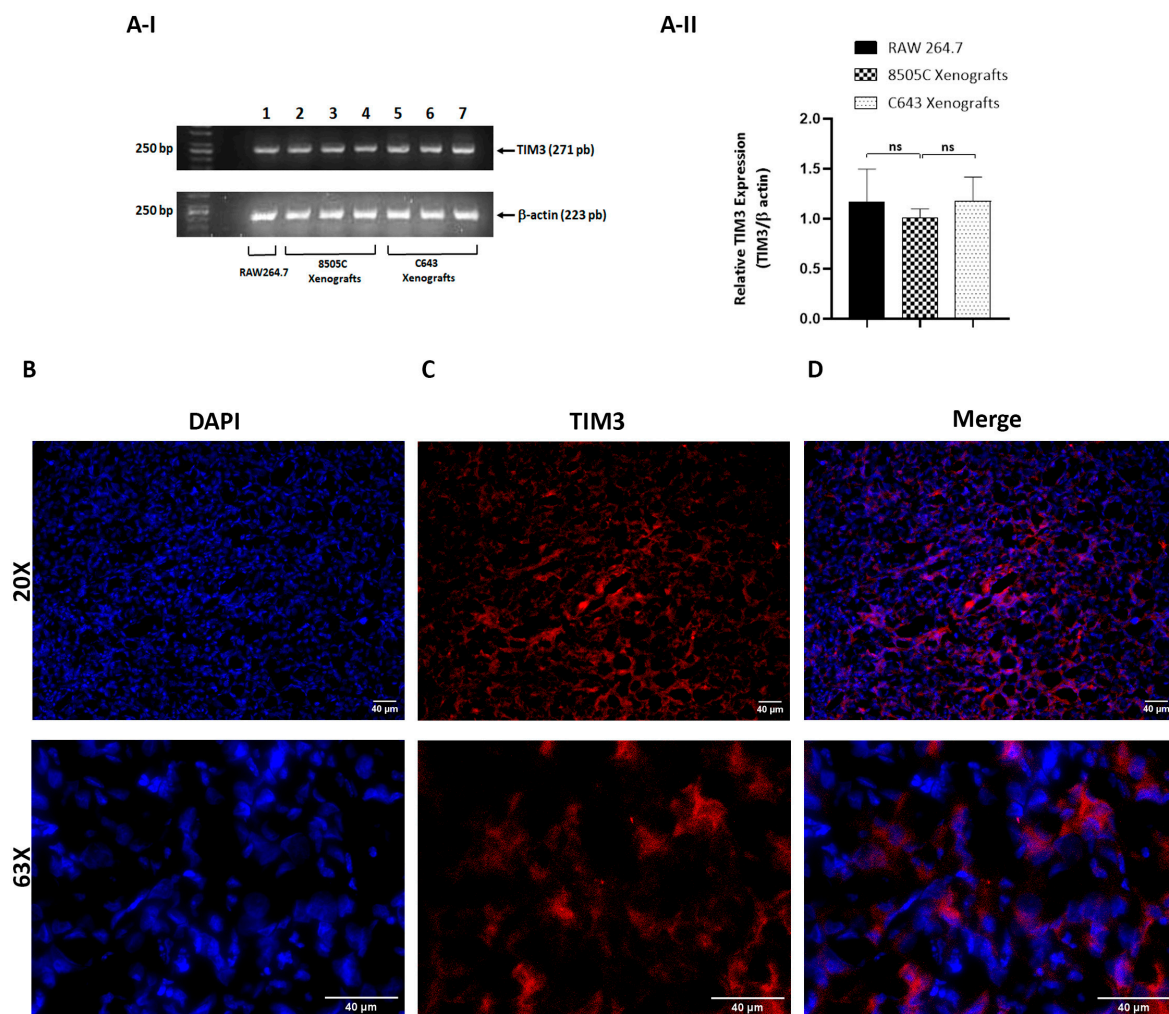 A-I
1 2 3 4 5 6 7
250 bp
TIM3 (271 pb)
250 bp
β-actin (223 pb)
RAW264.7
8505C
Xenografts
C643
Xenografts
A-II
RAW 264.7
8505C Xenografts
C643 Xenografts
Relative TIM3 Expression
(TIM3/β actin)
2.0
1.5
1.0
0.5
0.0
ns
ns
B
C
D
DAPI
TIM3
Merge
20X
40 µm
40 µm
40 µm
63X
40 µm
40 µm
40 µm